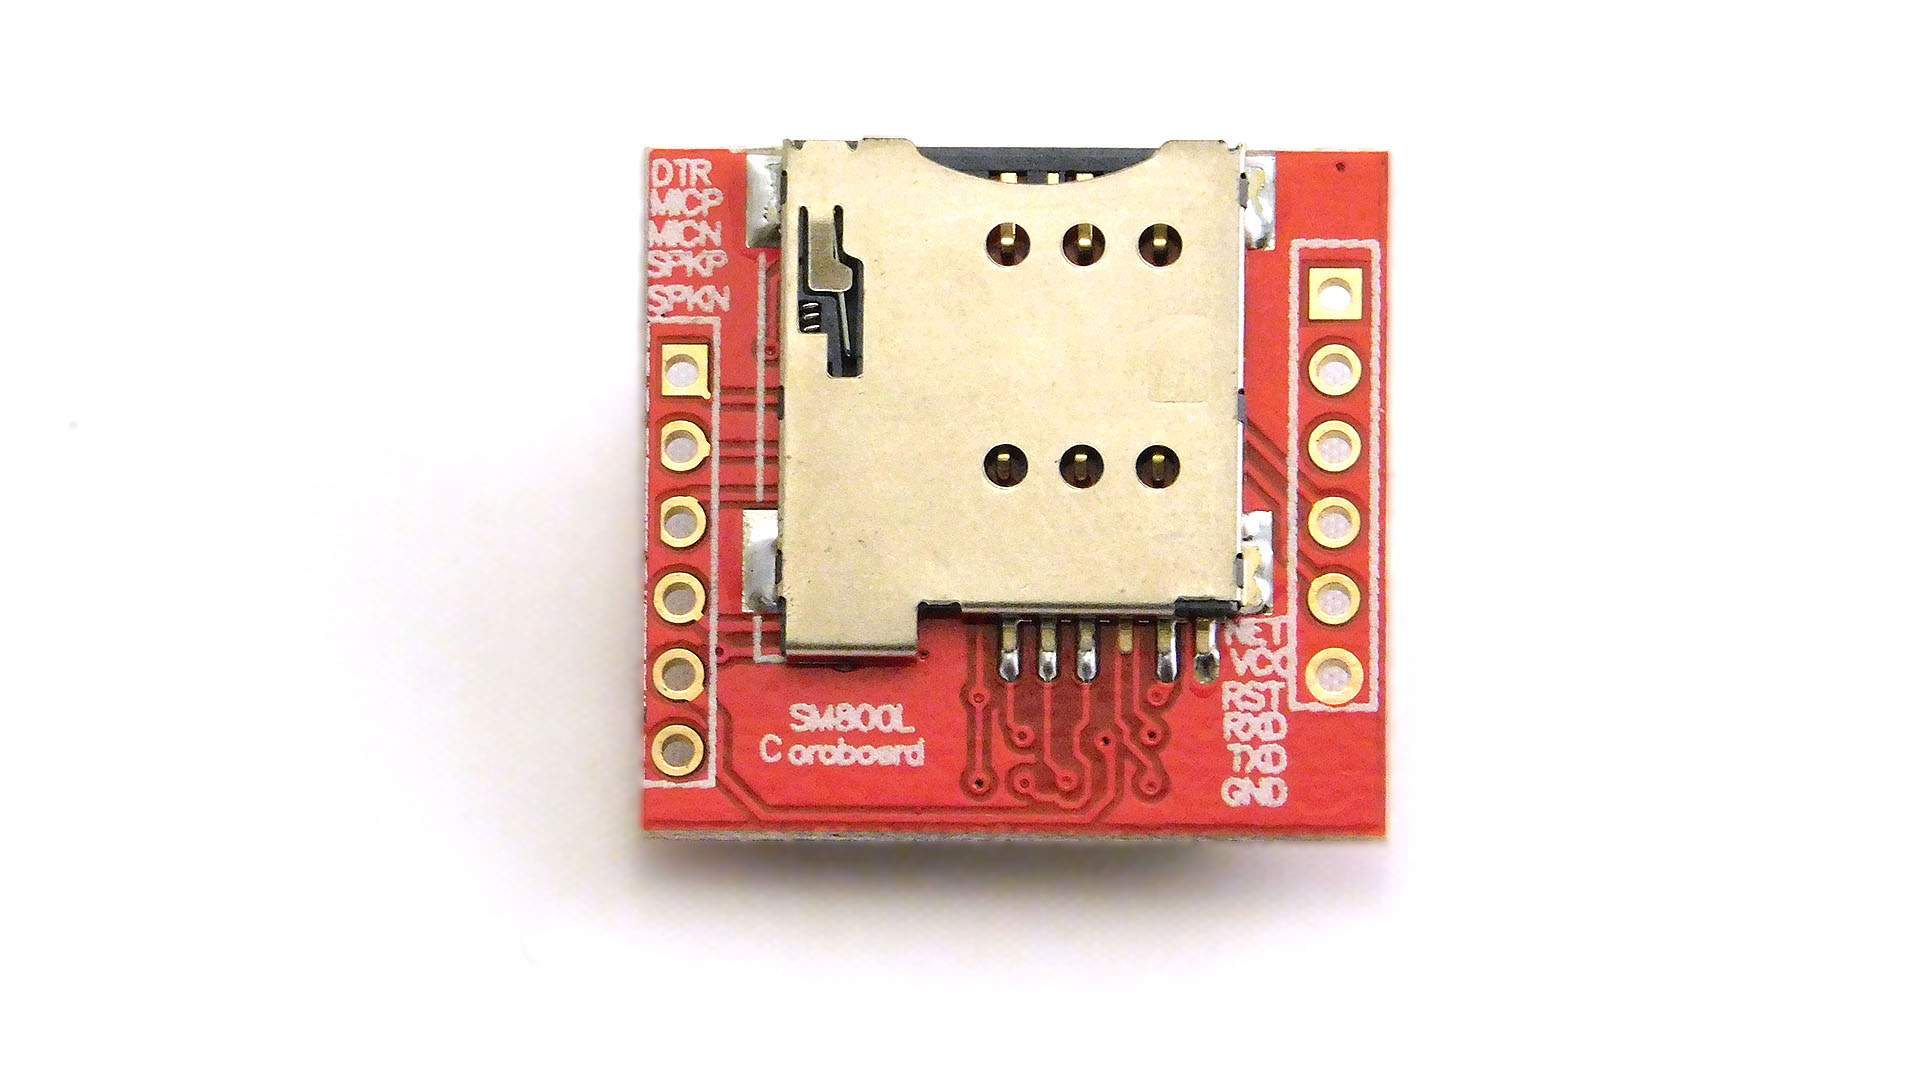 DTR
MICP
MICN
SPKP
SPKN
SIM800L
Coreboard
NET
VCC
RST
RXD
TXD
GND